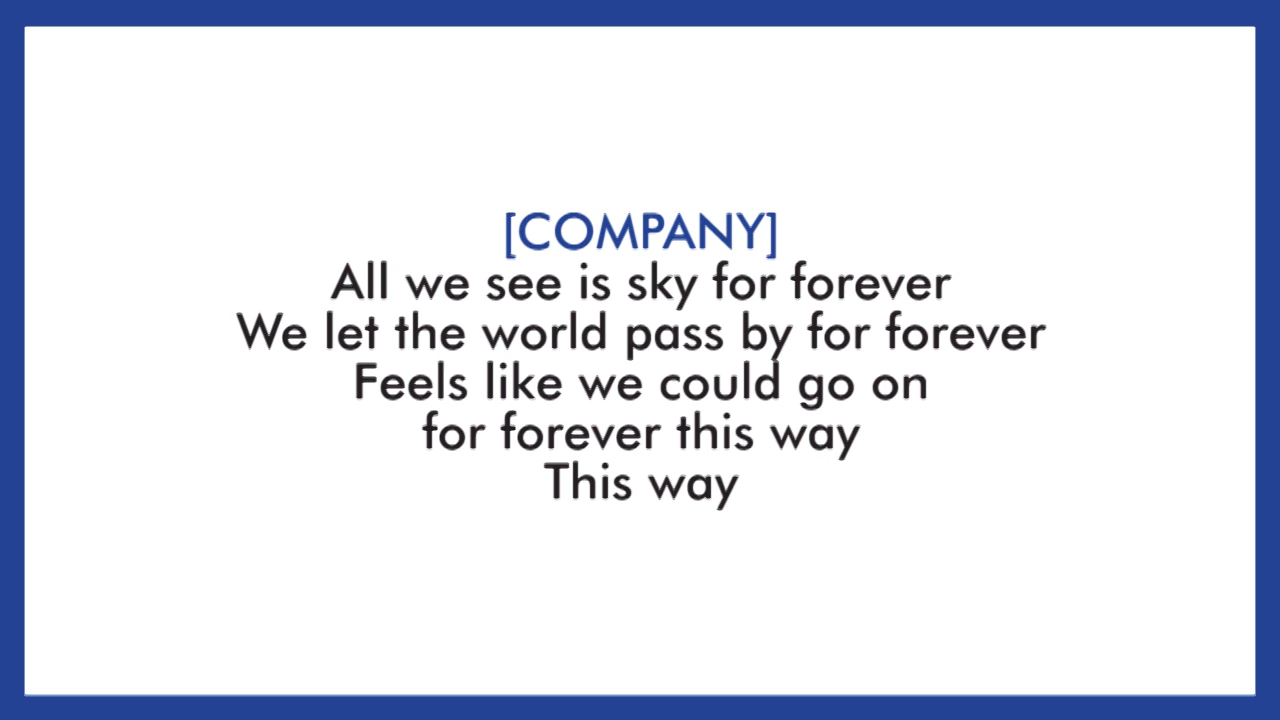 [COMPANY]
All we see is sky for forever
We let the world pass by for forever
Feels like we could go on
for forever this way
This way